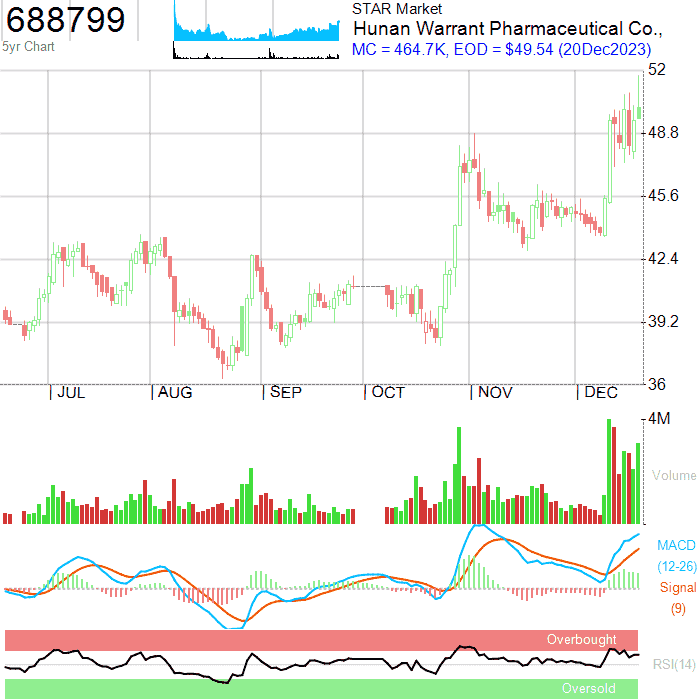 688799
5yr Chart
STAR Market
Hunan Warrant Pharmaceutical Co.,
MC = 464.7K, EOD = $49.54 (20Dec2023)
52
48.8
45.6
42.4
39.2
36
JUL AUG SEP OCT NOV DEC
4M
Volume
MACD
(12-26)
Signal
(9)
Overbought
RSI(14)
Oversold